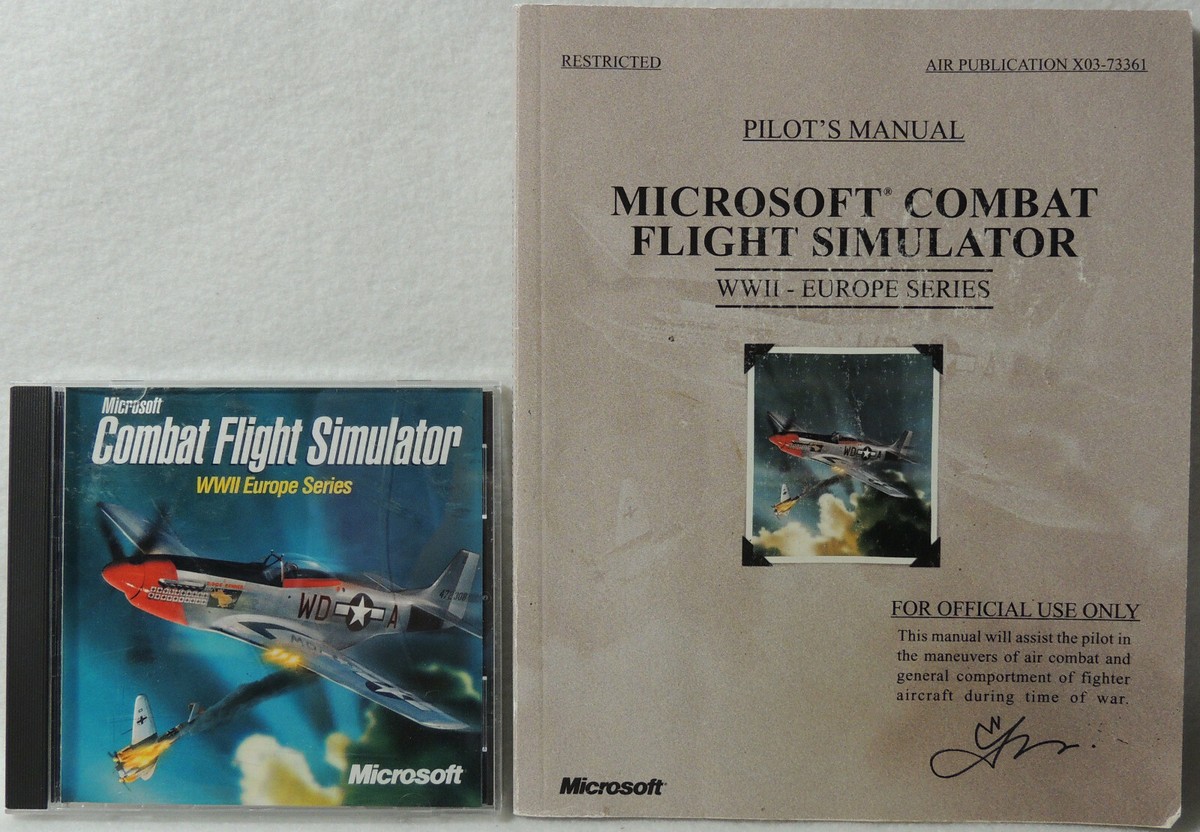 Microsoft
Combat Flight Simulator
WWII Europe Series
WD A
Microsoft
RESTRICTED
AIR PUBLICATION X03-73361
PILOT'S MANUAL
MICROSOFT® COMBAT
FLIGHT SIMULATOR
WWII - EUROPE SERIES
WD A
FOR OFFICIAL USE ONLY
This manual will assist the pilot in
the maneuvers of air combat and
general comportment of fighter
aircraft during time of war.
Microsoft